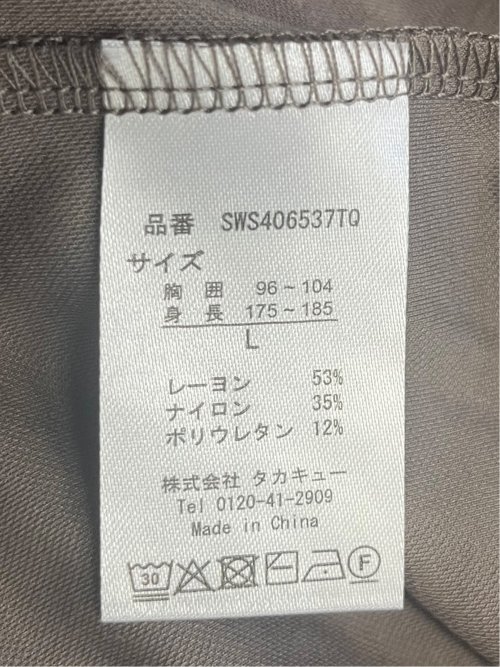 品番 SWS406537TQ
サイズ
胸囲 96~104
身長 175~185
L
レーヨン 53%
ナイロン 35%
ポリウレタン 12%
株式会社 タカキュー
Tel 0120-41-2909
Made in China
30 F